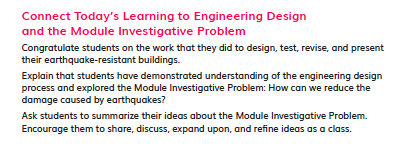 Connect Today's Learning to Engineering Design
and the Module Investigative Problem
Congratulate students on the work that they did to design, test, revise, and present
their earthquake-resistant buildings.
Explain that students have demonstrated understanding of the engineering design
process and explored the Module Investigative Problem: How can we reduce the
damage caused by earthquakes?
Ask students to summarize their ideas about the Module Investigative Problem.
Encourage them to share, discuss, expand upon, and refine ideas as a class.